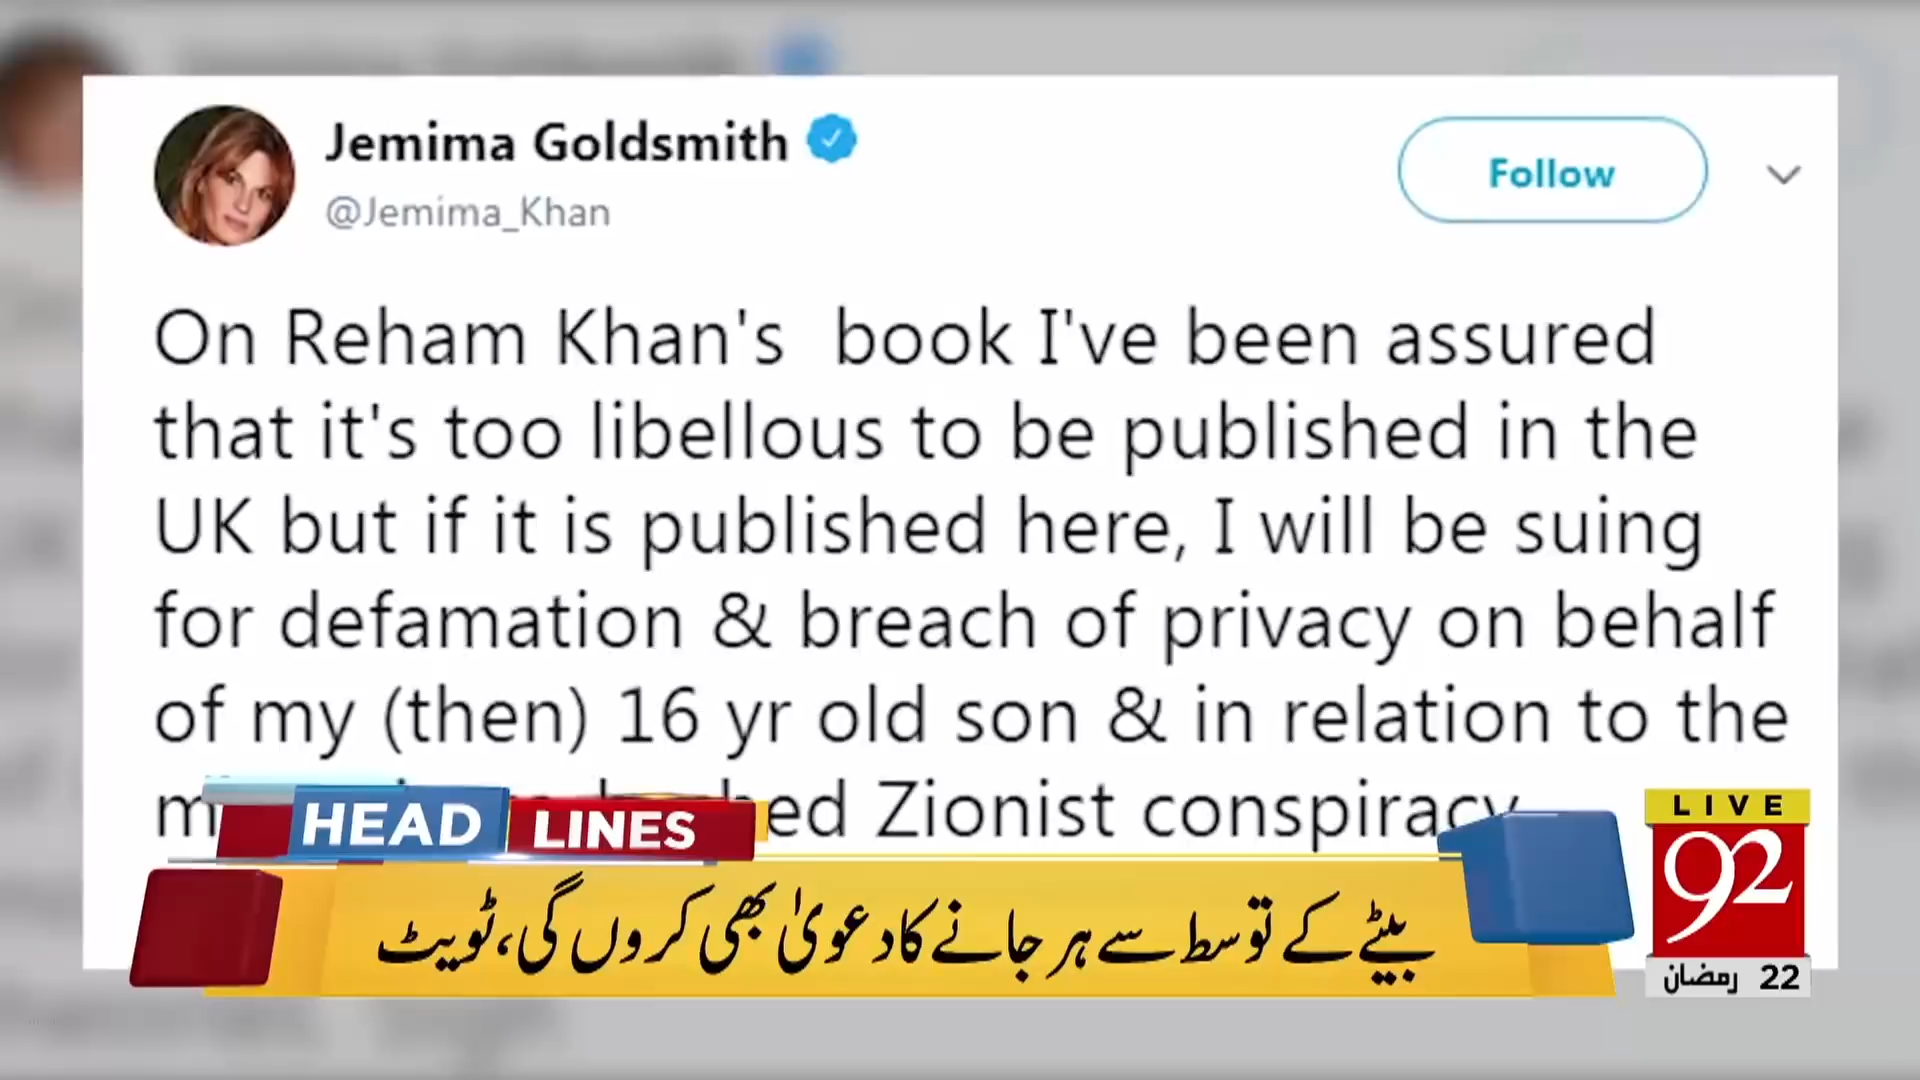 Jemima Goldsmith
@Jemima_Khan
Follow
On Reham Khan's book I've been assured
that it's too libellous to be published in the
UK but if it is published here, I will be suing
for defamation & breach of privacy on behalf
of my (then) 16 yr old son & in relation to the
Zionist conspiracy
HEAD LINES
بیٹے کے توسط سے ہرجانے کا دعویٰ بھی کروں گی، ٹویٹ
LIVE
92
22 رمضان